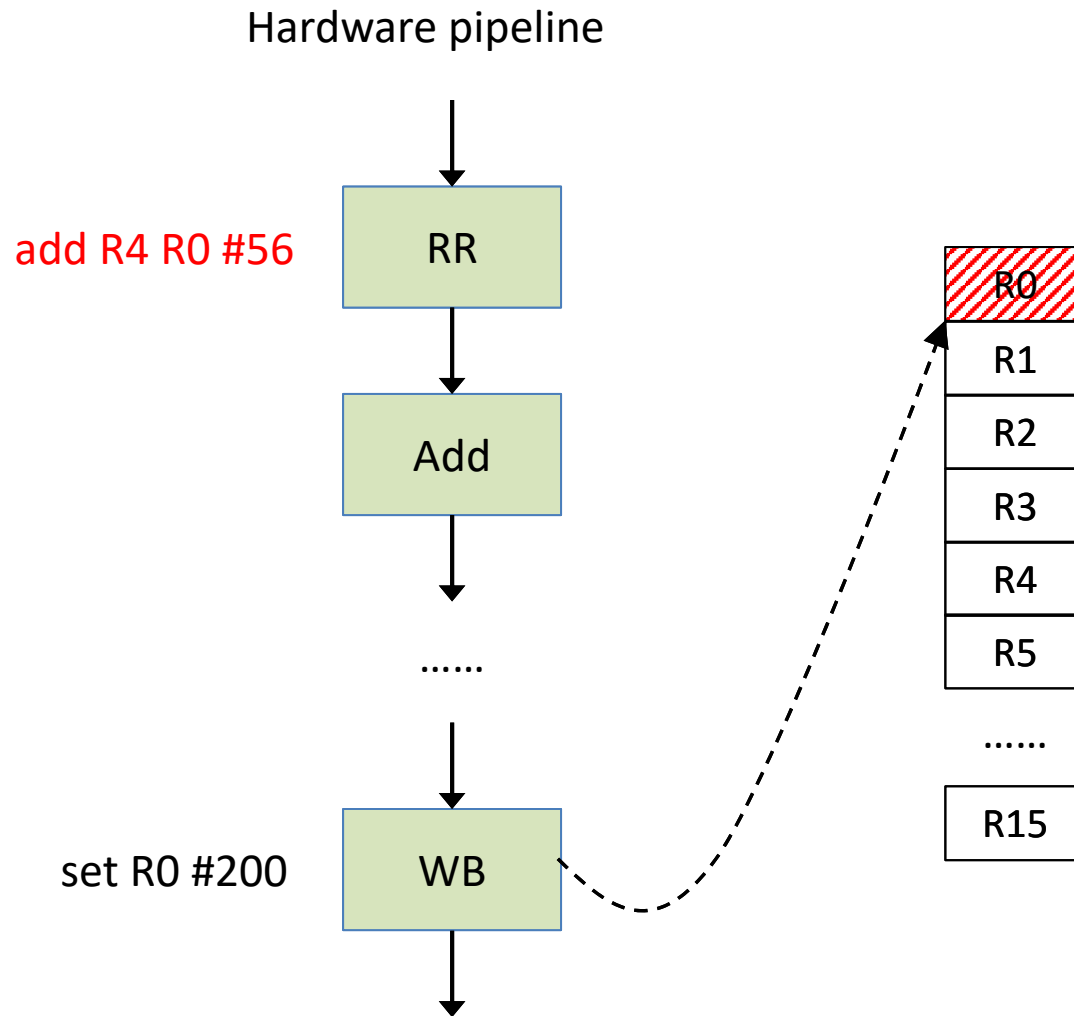 Hardware pipeline
add R4 R0 #56
RR
Add
......
set R0 #200
WB
R0
R1
R2
R3
R4
R5
......
R15